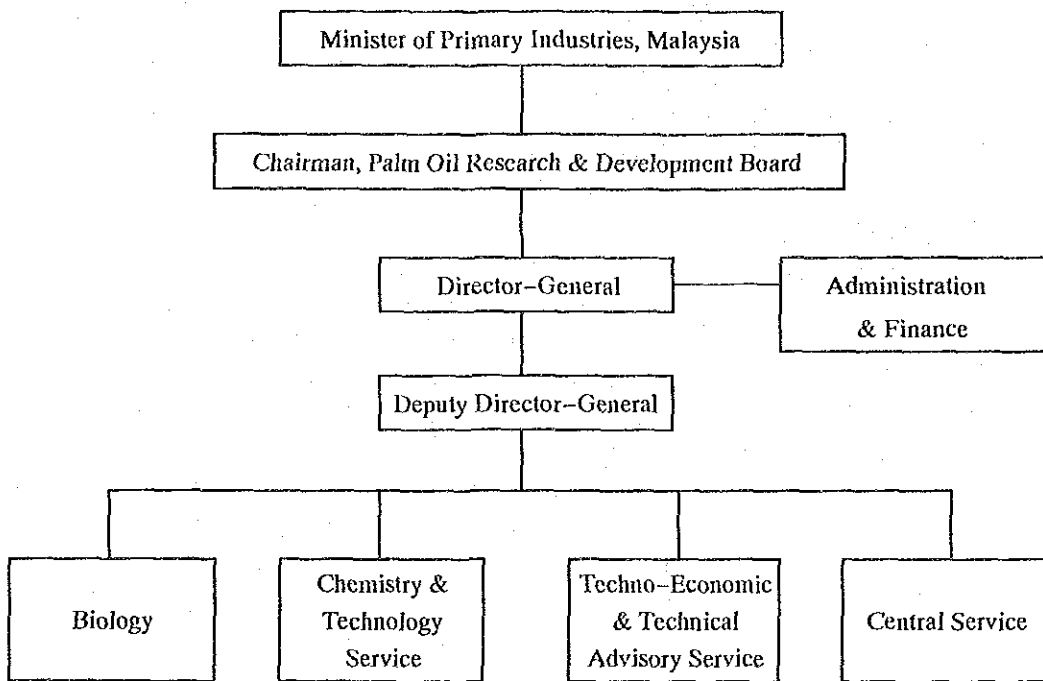 Minister of Primary Industries, Malaysia
Chairman, Palm Oil Research & Development Board
Director-General
Administration
& Finance
Deputy Director-General
Biology
Chemistry &
Technology
Service
Techno-Economic
& Technical
Advisory Service
Central Service